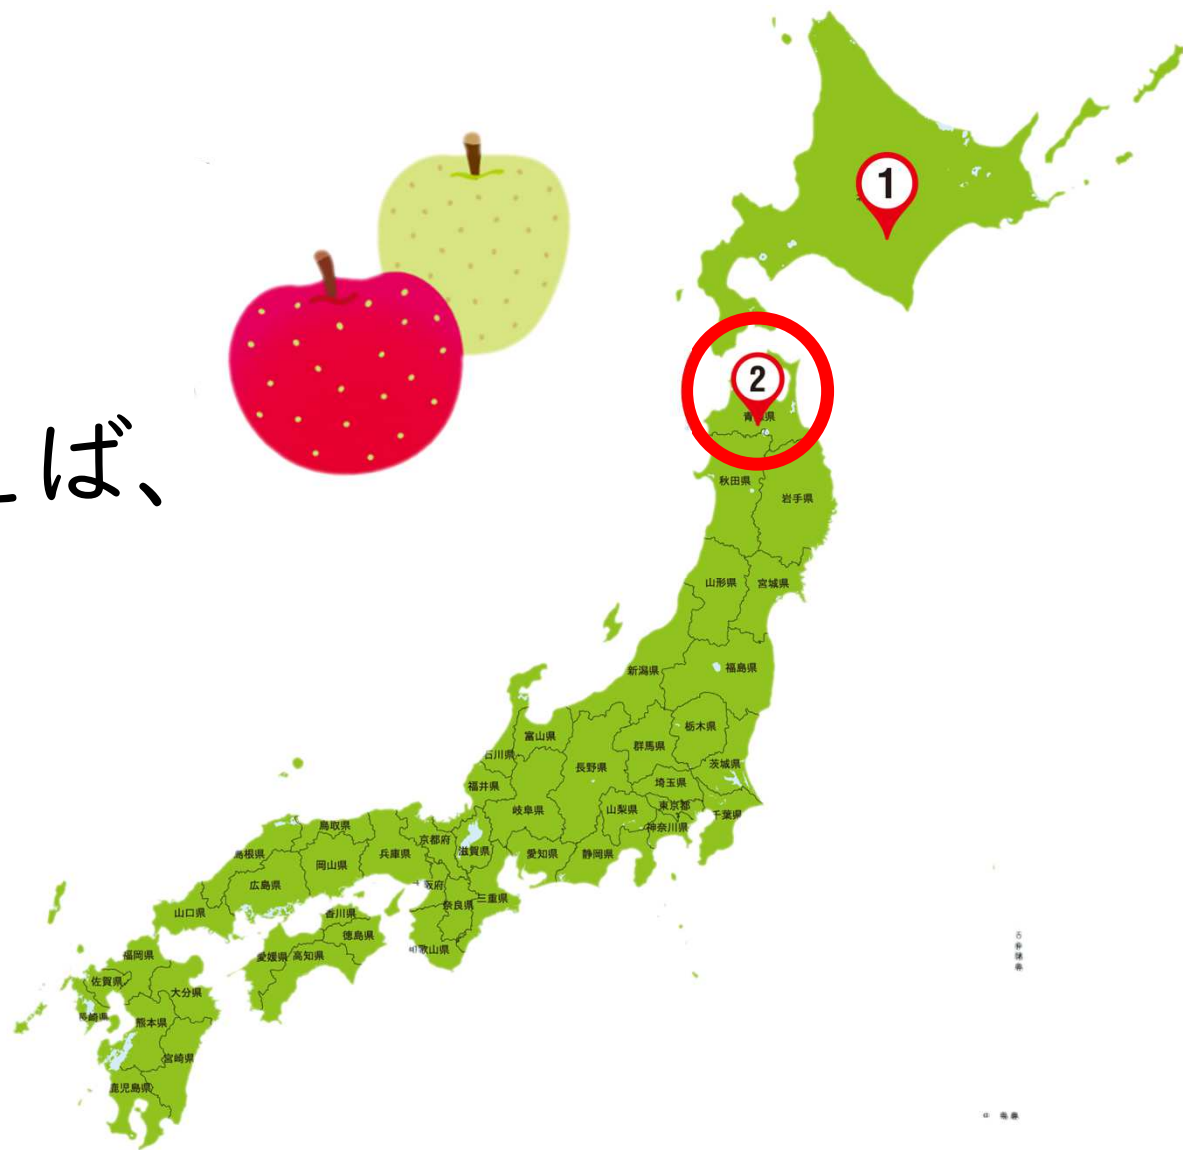 1
2
秋田県
岩手県
山形県
宮城県
新潟県
福島県
富山県
石川県
群馬県
栃木県
長野県
茨城県
福井県
埼玉県
岐阜県
山梨県
東京都
千葉県
神奈川県
愛知県
静岡県
ば、
鳥取県
京都府
島根県
岡山県
兵庫県
滋賀県
広島県
阪府
奈良県
三重県
山口県
香川県
徳島県
歌山県
愛媛県
高知県
福岡県
佐賀県
大分県
熊本県
宮崎県
鹿児島県